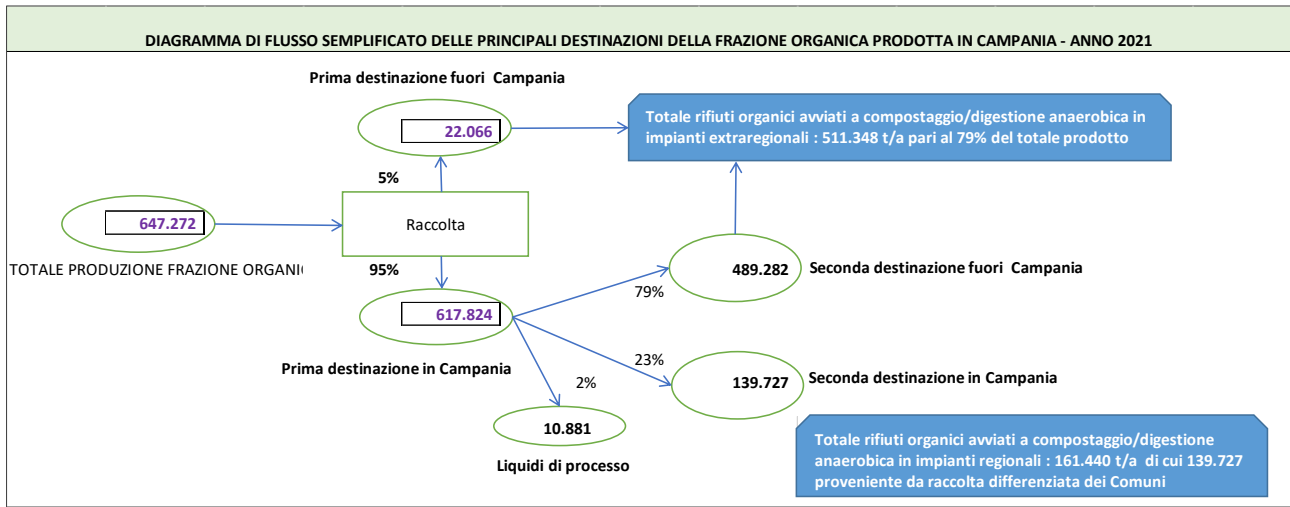 DIAGRAMMA DI FLUSSO SEMPLIFICATO DELLE PRINCIPALI DESTINAZIONI DELLA FRAZIONE ORGANICA PRODOTTA IN CAMPANIA - ANNO 2021
Prima destinazione fuori Campania
22.066
Totale rifiuti organici avviati a compostaggio/digestione anaerobica in
impianti extraregionali : 511.348 t/a pari al 79% del totale prodotto
5%
647.272
Raccolta
TOTALE PRODUZIONE FRAZIONE ORGANI
95%
489.282
Seconda destinazione fuori Campania
79%
617.824
Prima destinazione in Campania
23%
139.727
Seconda destinazione in Campania
2%
10.881
Liquidi di processo
Totale rifiuti organici avviati a compostaggio/digestione
anaerobica in impianti regionali : 161.440 t/a di cui 139.727
proveniente da raccolta differenziata dei Comuni